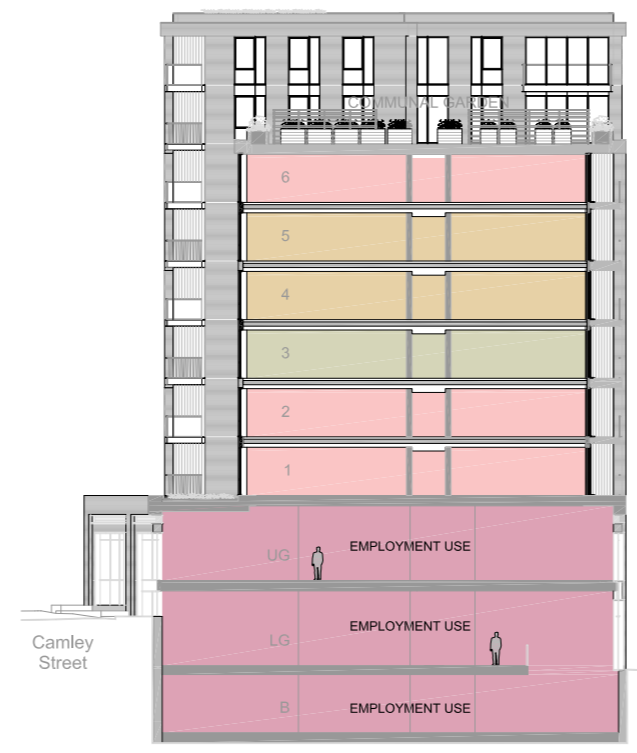 COMMUNAL GARDEN
6
5
4
3
2
1
UG EMPLOYMENT USE
LG EMPLOYMENT USE
Camley
Street
B EMPLOYMENT USE